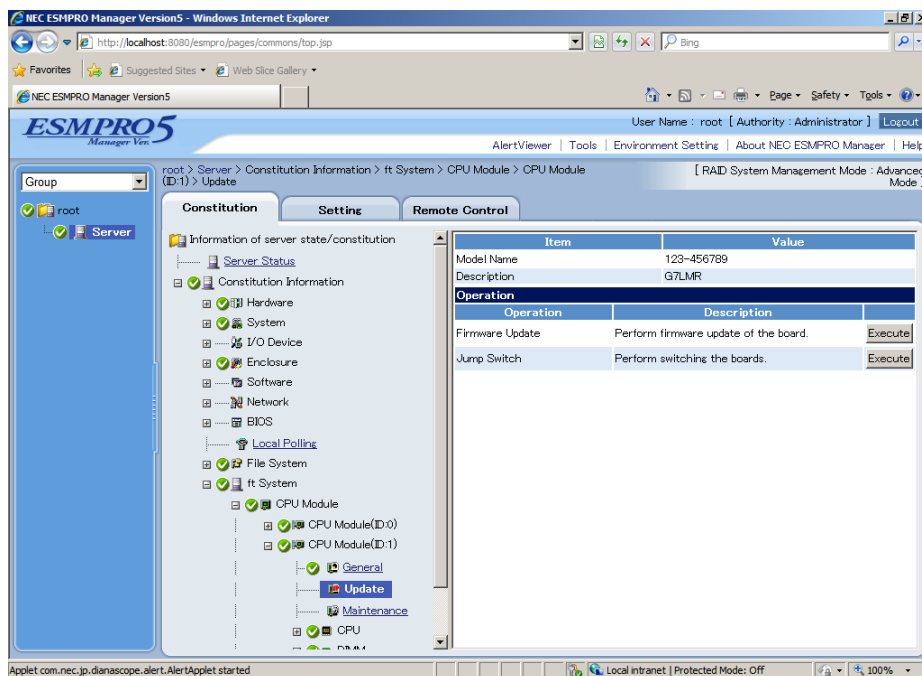 NEC ESMPRO Manager Version5 - Windows Internet Explorer
http://localhost:8080/esmpro/pages/commons/top.jsp
Bing
Favorites
Suggested Sites
Web Slice Gallery
NEC ESMPRO Manager Version5
Page
Safety
Tools
ESMPRO5
Manager Ver.
User Name : root [ Authority : Administrator ] Logout
AlertViewer | Tools | Environment Setting | About NEC ESMPRO Manager | Help
Group
root > Server > Constitution Information > ft System > CPU Module > CPU Module
(ID:1) > Update
[ RAID System Management Mode : Advanced
Mode
root
Server
Constitution
Setting
Remote Control
Information of server state/constitution
Server Status
Constitution Information
Hardware
System
I/O Device
Enclosure
Software
Network
BIOS
Local Polling
File System
ft System
CPU Module
CPU Module(ID:0)
CPU Module(ID:1)
General
Update
Maintenance
CPU
DIMM
Item Value
Model Name 123-456789
Description G7LMR
Operation
Operation Description
Firmware Update Perform firmware update of the board. Execute
Jump Switch Perform switching the boards. Execute
Applet com.nec.jp.dianascope.alert.AlertApplet started
Local intranet | Protected Mode: Off
100%